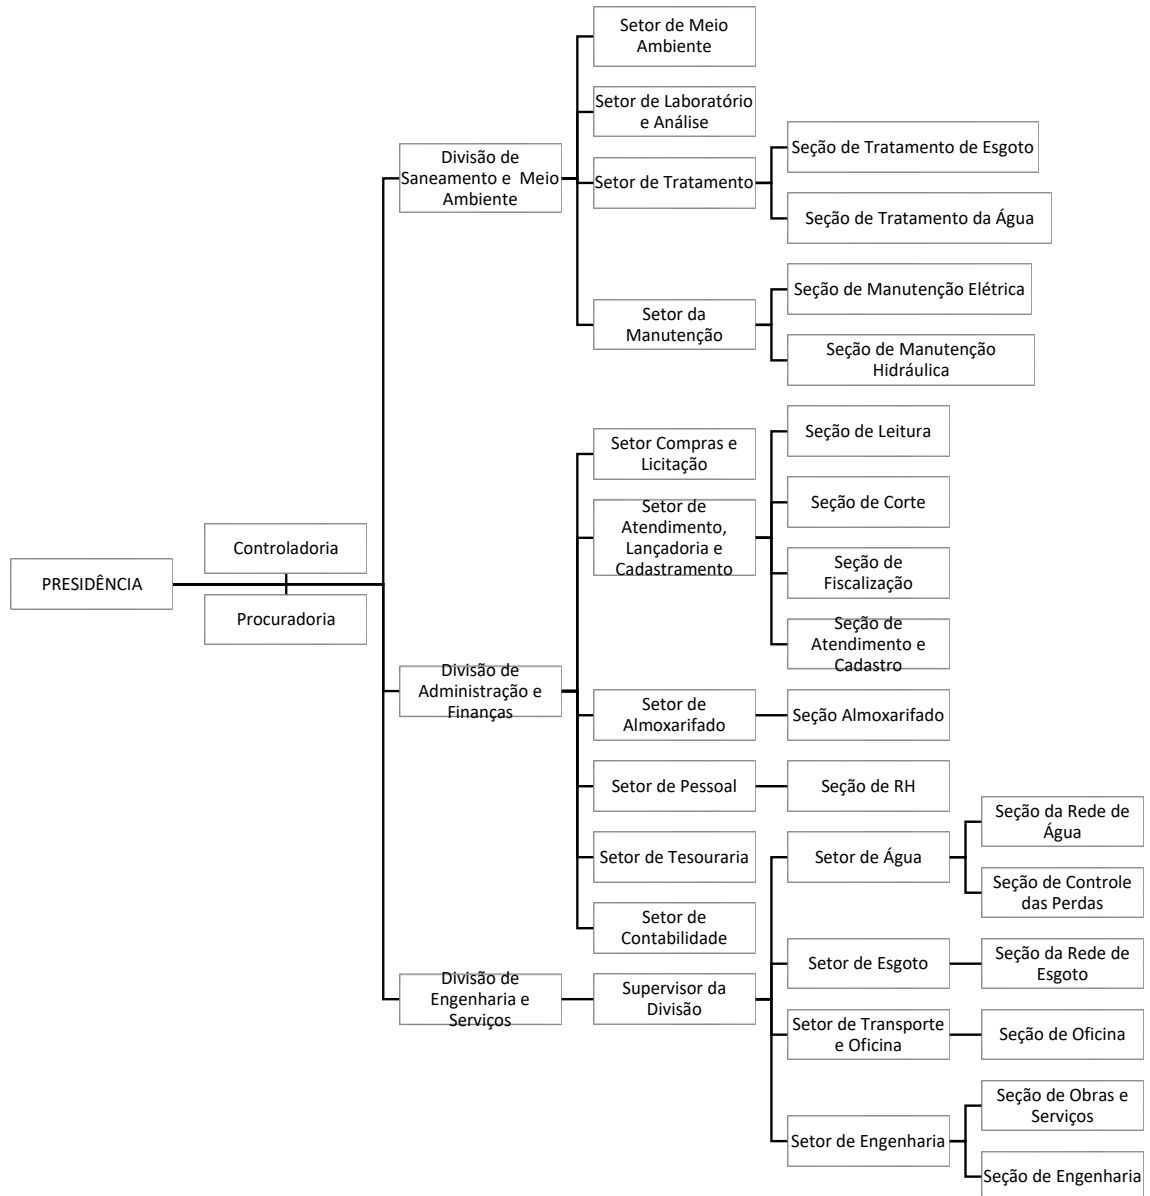 Setor de Meio
Ambiente
Setor de Laboratório
e Análise
Divisão de
Saneamento e  Meio
Ambiente
Setor de Tratamento
Seção de Tratamento de Esgoto
Seção de Tratamento da Água
Setor da
Manutenção
Seção de Manutenção Elétrica
Seção de Manutenção
Hidráulica
Setor Compras e
Licitação
Setor de
Atendimento,
Lançadoria e
Cadastramento
Seção de Leitura
Seção de Corte
Seção de
Fiscalização
Seção de
Atendimento e
Cadastro
PRESIDÊNCIA
Controladoria
Procuradoria
Divisão de
Administração e
Finanças
Setor de
Almoxarifado
Seção Almoxarifado
Setor de Pessoal
Seção de RH
Setor de Tesouraria
Setor de
Contabilidade
Divisão de
Engenharia e
Serviços
Supervisor da
Divisão
Setor de Água
Seção da Rede de
Água
Seção de Controle
das Perdas
Setor de Esgoto
Seção da Rede de
Esgoto
Setor de Transporte
e Oficina
Seção de Oficina
Setor de Engenharia
Seção de Obras e
Serviços
Seção de Engenharia